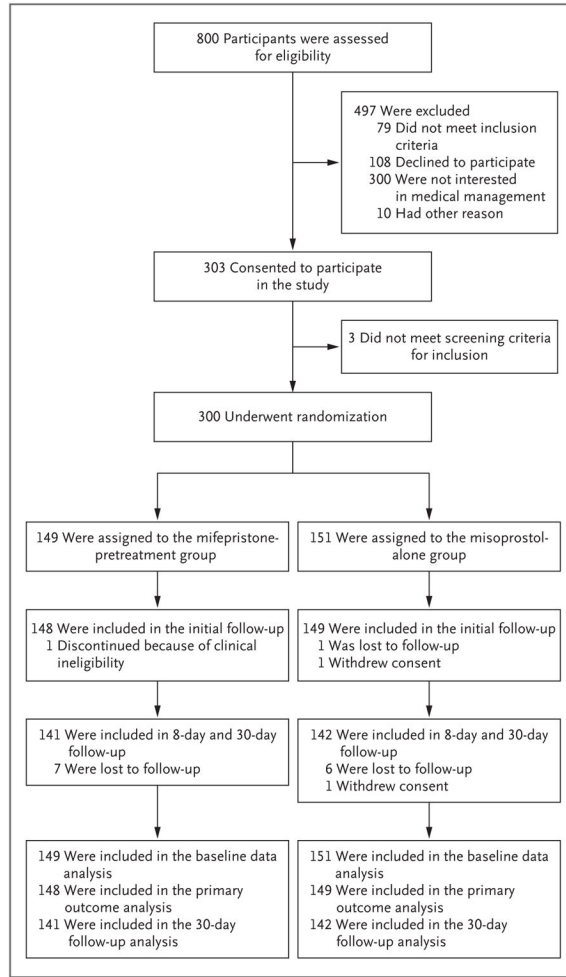 800 Participants were assessed
for eligibility
497 Were excluded
79 Did not meet inclusion
criteria
108 Declined to participate
300 Were not interested
in medical management
10 Had other reason
303 Consented to participate
in the study
3 Did not meet screening criteria
for inclusion
300 Underwent randomization
149 Were assigned to the mifepristone-
pretreatment group
151 Were assigned to the misoprostol-
alone group
148 Were included in the initial follow-up
1 Discontinued because of clinical
ineligibility
149 Were included in the initial follow-up
1 Was lost to follow-up
1 Withdrew consent
141 Were included in 8-day and 30-day
follow-up
7 Were lost to follow-up
142 Were included in 8-day and 30-day
follow-up
6 Were lost to follow-up
1 Withdrew consent
149 Were included in the baseline data
analysis
148 Were included in the primary
outcome analysis
141 Were included in the 30-day
follow-up analysis
151 Were included in the baseline data
analysis
149 Were included in the primary
outcome analysis
142 Were included in the 30-day
follow-up analysis